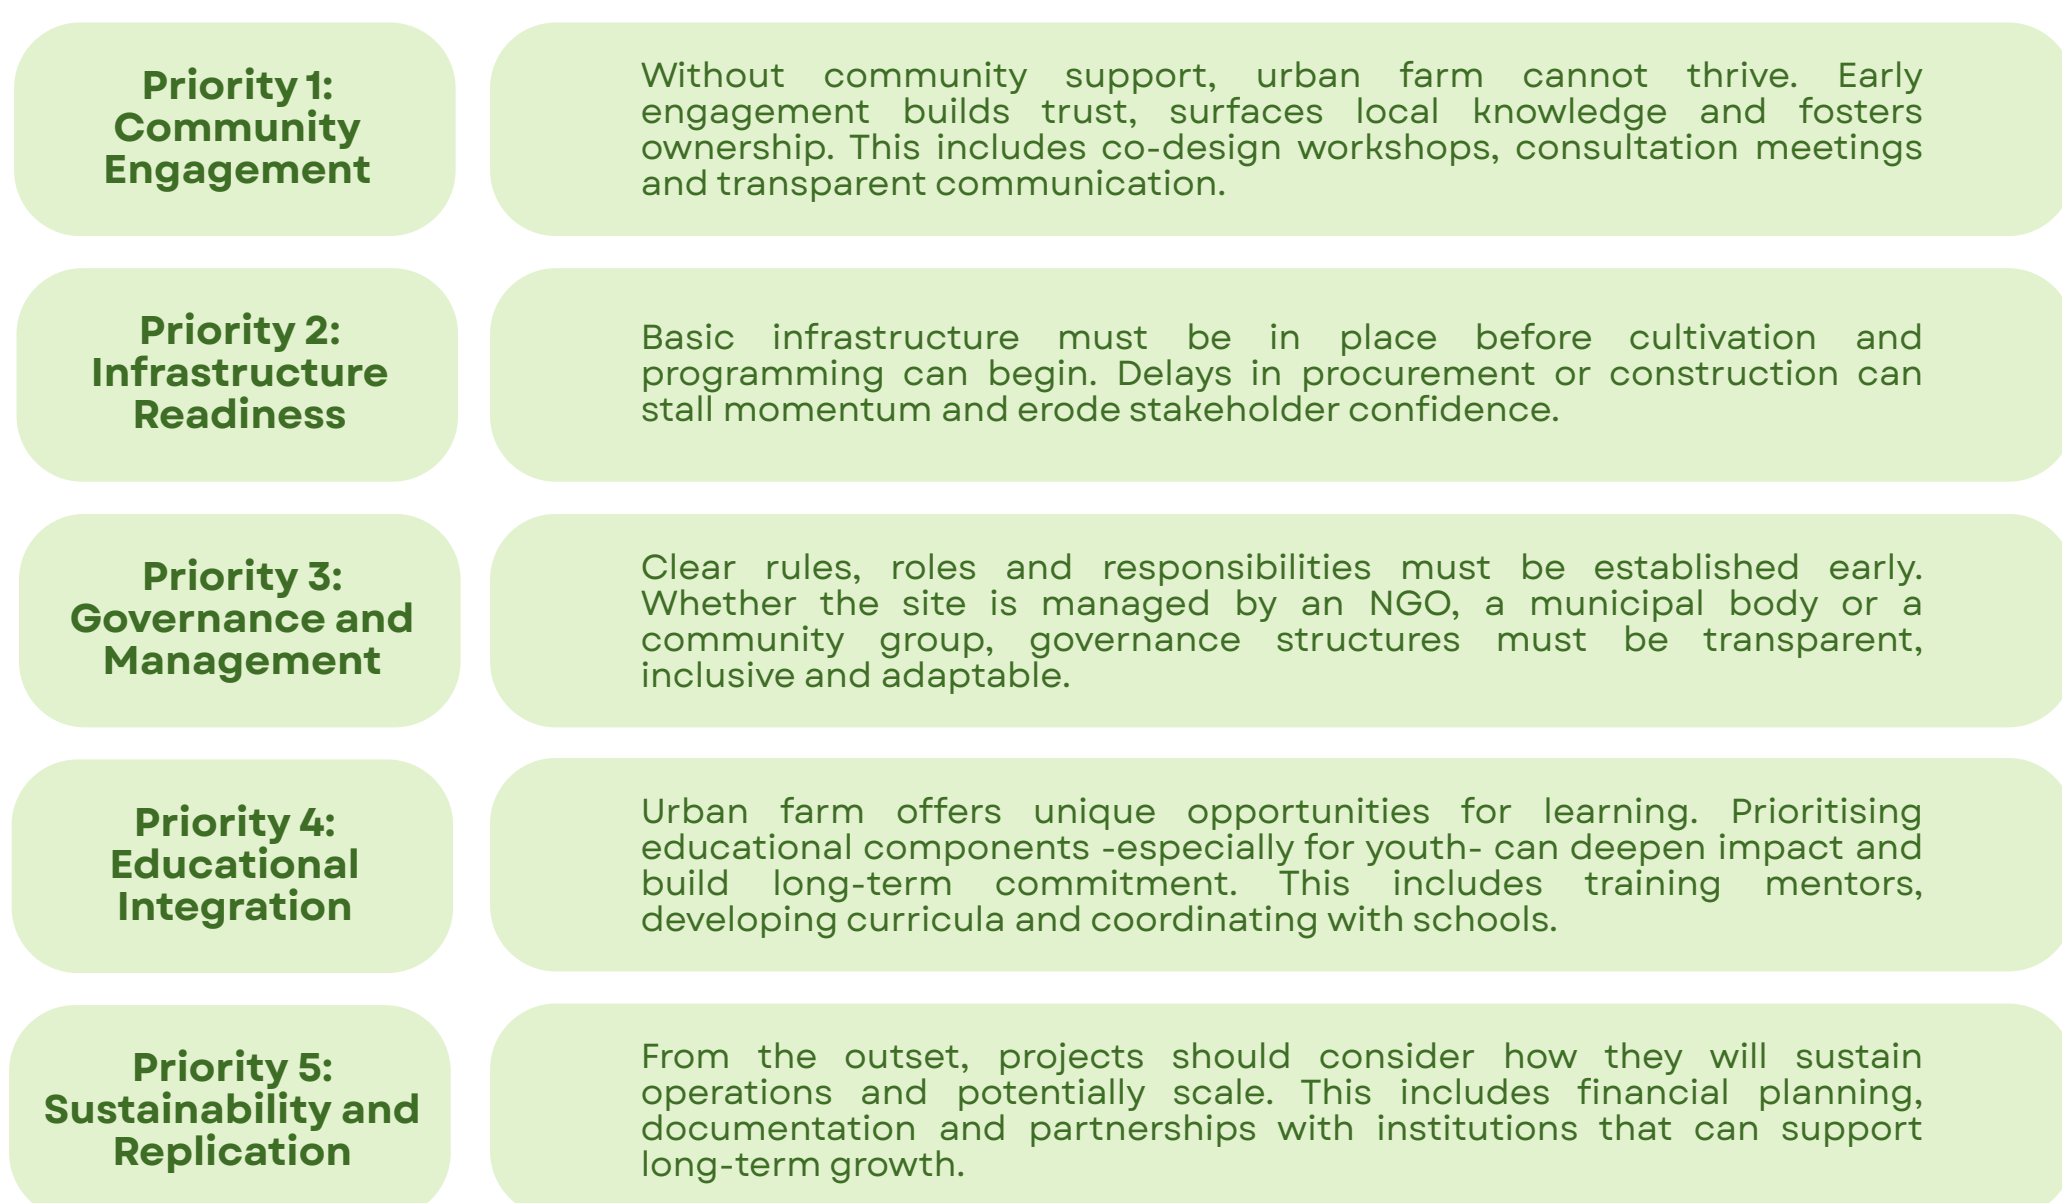 Priority 1:
Community
Engagement
Without community support, urban farm cannot thrive. Early
engagement builds trust, surfaces local knowledge and fosters
ownership. This includes co-design workshops, consultation meetings
and transparent communication.
Priority 2:
Infrastructure
Readiness
Basic infrastructure must be in place before cultivation and
programming can begin. Delays in procurement or construction can
stall momentum and erode stakeholder confidence.
Priority 3:
Governance and
Management
Clear rules, roles and responsibilities must be established early.
Whether the site is managed by an NGO, a municipal body or a
community group, governance structures must be transparent,
inclusive and adaptable.
Priority 4:
Educational
Integration
Urban farm offers unique opportunities for learning. Prioritising
educational components -especially for youth- can deepen impact and
build long-term commitment. This includes training mentors,
developing curricula and coordinating with schools.
Priority 5:
Sustainability and
Replication
From the outset, projects should consider how they will sustain
operations and potentially scale. This includes financial planning,
documentation and partnerships with institutions that can support
long-term growth.